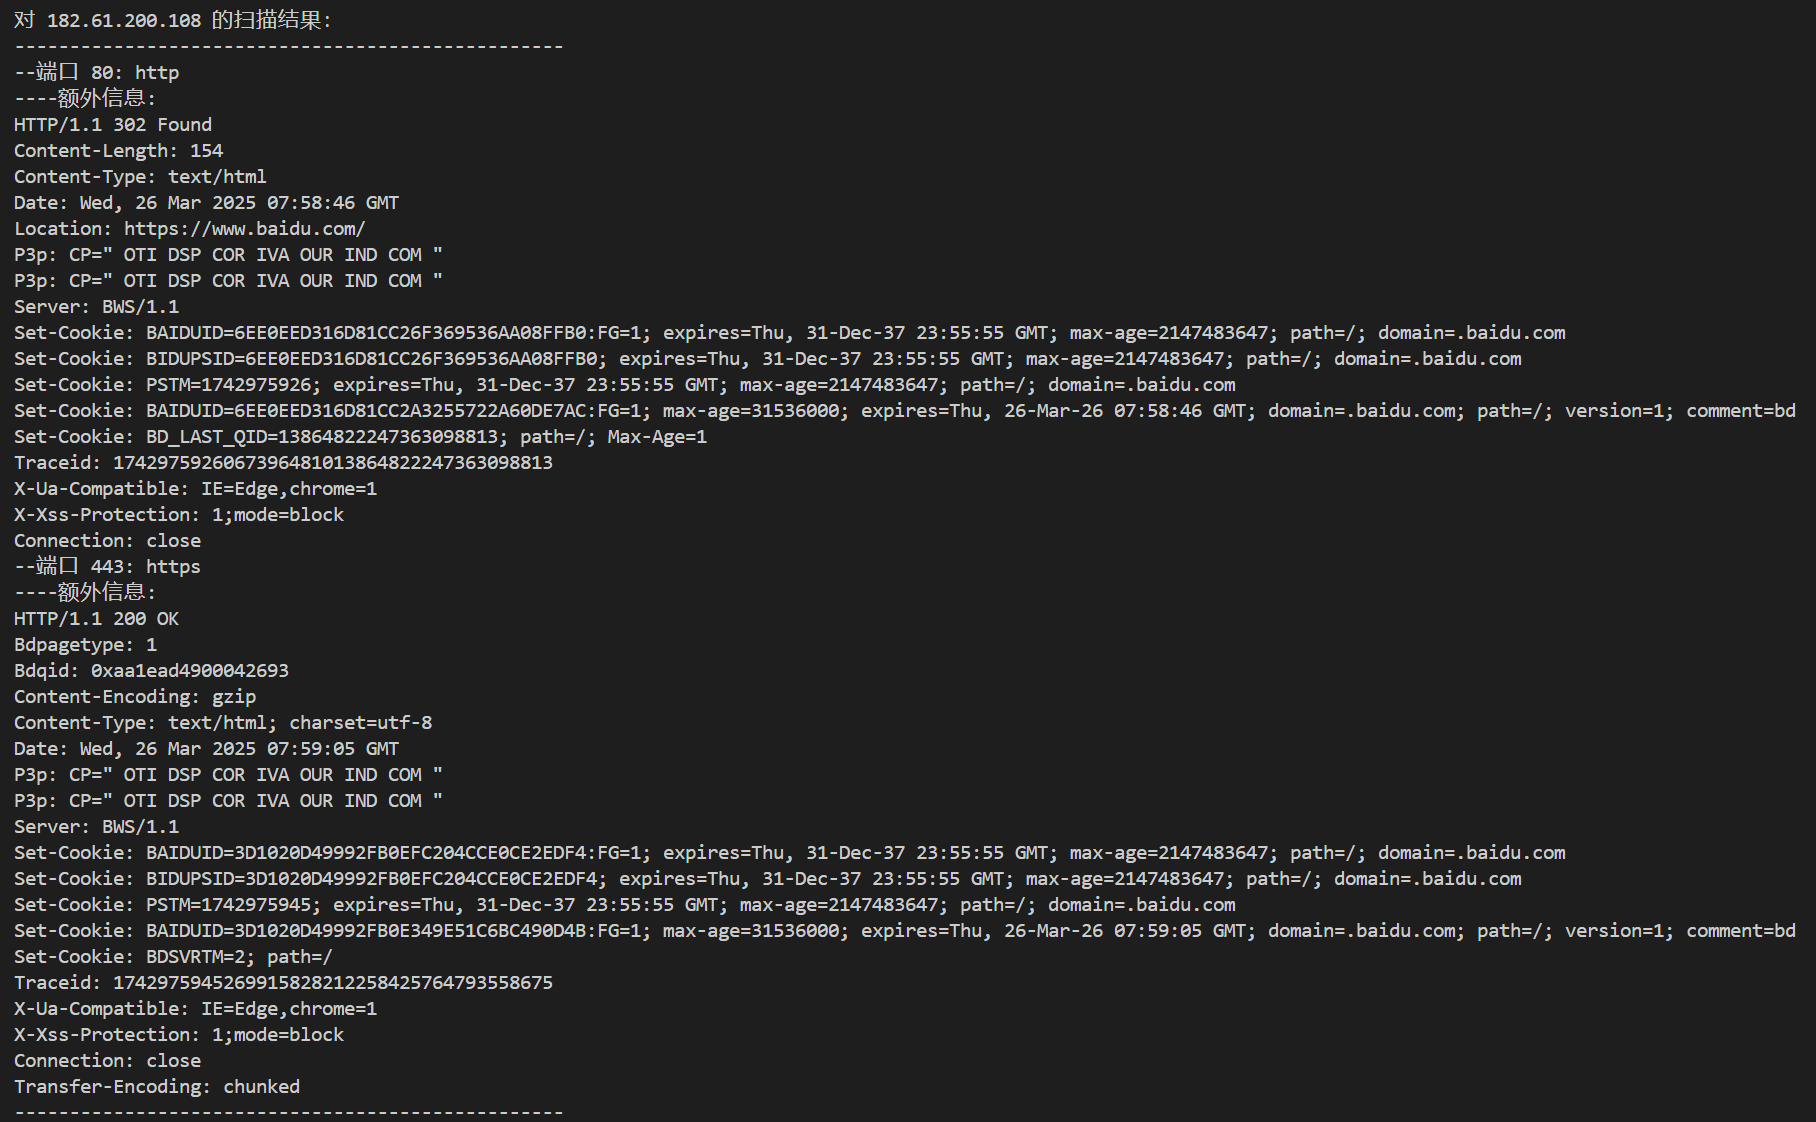 对 182.61.200.108 的扫描结果:
--------------------------------------------------
--端口 80: http
----额外信息:
HTTP/1.1 302 Found
Content-Length: 154
Content-Type: text/html
Date: Wed, 26 Mar 2025 07:58:46 GMT
Location: https://www.baidu.com/
P3p: CP=" OTI DSP COR IVA OUR IND COM "
P3p: CP=" OTI DSP COR IVA OUR IND COM "
Server: BWS/1.1
Set-Cookie: BAIDUID=6EE0EED316D81CC26F369536AA08FFB0:FG=1; expires=Thu, 31-Dec-37 23:55:55 GMT; max-age=2147483647; path=/; domain=.baidu.com
Set-Cookie: BIDUPSID=6EE0EED316D81CC26F369536AA08FFB0; expires=Thu, 31-Dec-37 23:55:55 GMT; max-age=2147483647; path=/; domain=.baidu.com
Set-Cookie: PSTM=1742975926; expires=Thu, 31-Dec-37 23:55:55 GMT; max-age=2147483647; path=/; domain=.baidu.com
Set-Cookie: BAIDUID=6EE0EED316D81CC2A3255722A60DE7AC:FG=1; max-age=31536000; expires=Thu, 26-Mar-26 07:58:46 GMT; domain=.baidu.com; path=/; version=1; comment=bd
Set-Cookie: BD_LAST_QID=13864822247363098813; path=/; Max-Age=1
Traceid: 1742975926067396481013864822247363098813
X-Ua-Compatible: IE=Edge,chrome=1
X-Xss-Protection: 1;mode=block
Connection: close
--端口 443: https
----额外信息:
HTTP/1.1 200 OK
Bdpagetype: 1
Bdqid: 0xaa1ead4900042693
Content-Encoding: gzip
Content-Type: text/html; charset=utf-8
Date: Wed, 26 Mar 2025 07:59:05 GMT
P3p: CP=" OTI DSP COR IVA OUR IND COM "
P3p: CP=" OTI DSP COR IVA OUR IND COM "
Server: BWS/1.1
Set-Cookie: BAIDUID=3D1020D49992FB0EFC204CCE0CE2EDF4:FG=1; expires=Thu, 31-Dec-37 23:55:55 GMT; max-age=2147483647; path=/; domain=.baidu.com
Set-Cookie: BIDUPSID=3D1020D49992FB0EFC204CCE0CE2EDF4; expires=Thu, 31-Dec-37 23:55:55 GMT; max-age=2147483647; path=/; domain=.baidu.com
Set-Cookie: PSTM=1742975945; expires=Thu, 31-Dec-37 23:55:55 GMT; max-age=2147483647; path=/; domain=.baidu.com
Set-Cookie: BAIDUID=3D1020D49992FB0E349E51C6BC490D4B:FG=1; max-age=31536000; expires=Thu, 26-Mar-26 07:59:05 GMT; domain=.baidu.com; path=/; version=1; comment=bd
Set-Cookie: BDSVRTM=2; path=/
Traceid: 1742975945269915828212258425764793558675
X-Ua-Compatible: IE=Edge,chrome=1
X-Xss-Protection: 1;mode=block
Connection: close
Transfer-Encoding: chunked
--------------------------------------------------